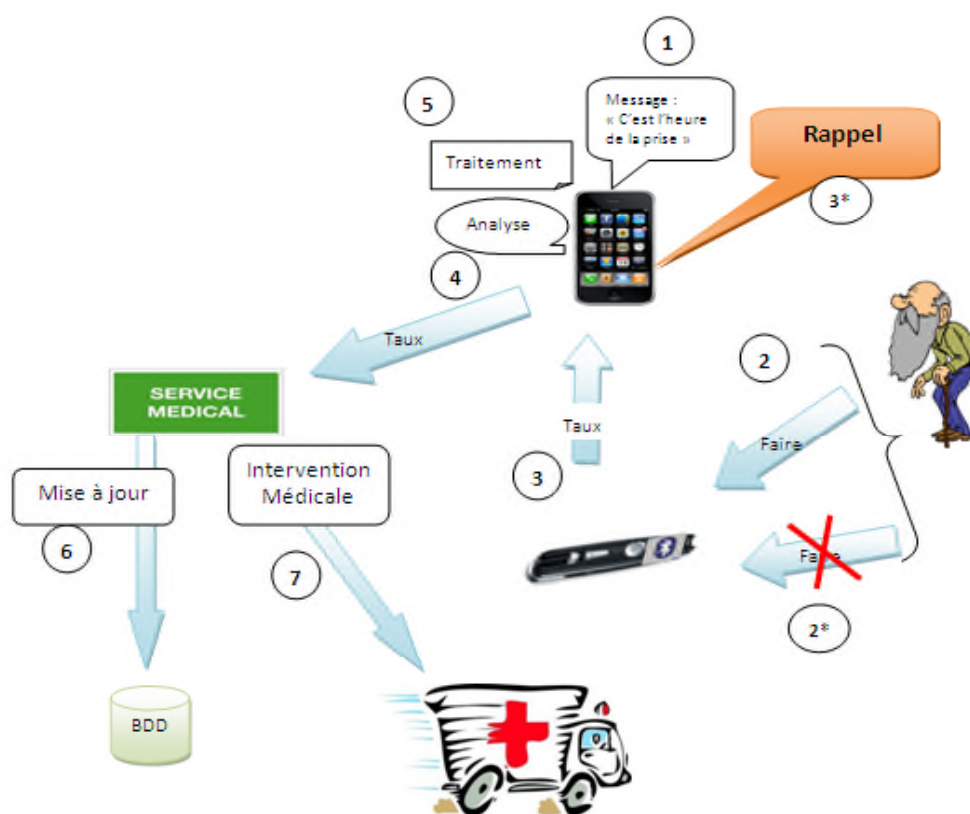 1
5
Message :
« C'est l'heure
de la prise »
Rappel
Traitement
3*
Analyse
4
Taux
2
SERVICE
MEDICAL
Taux
Faire
Intervention
Médicale
3
Mise à jour
6
7
Faire
2*
BDD